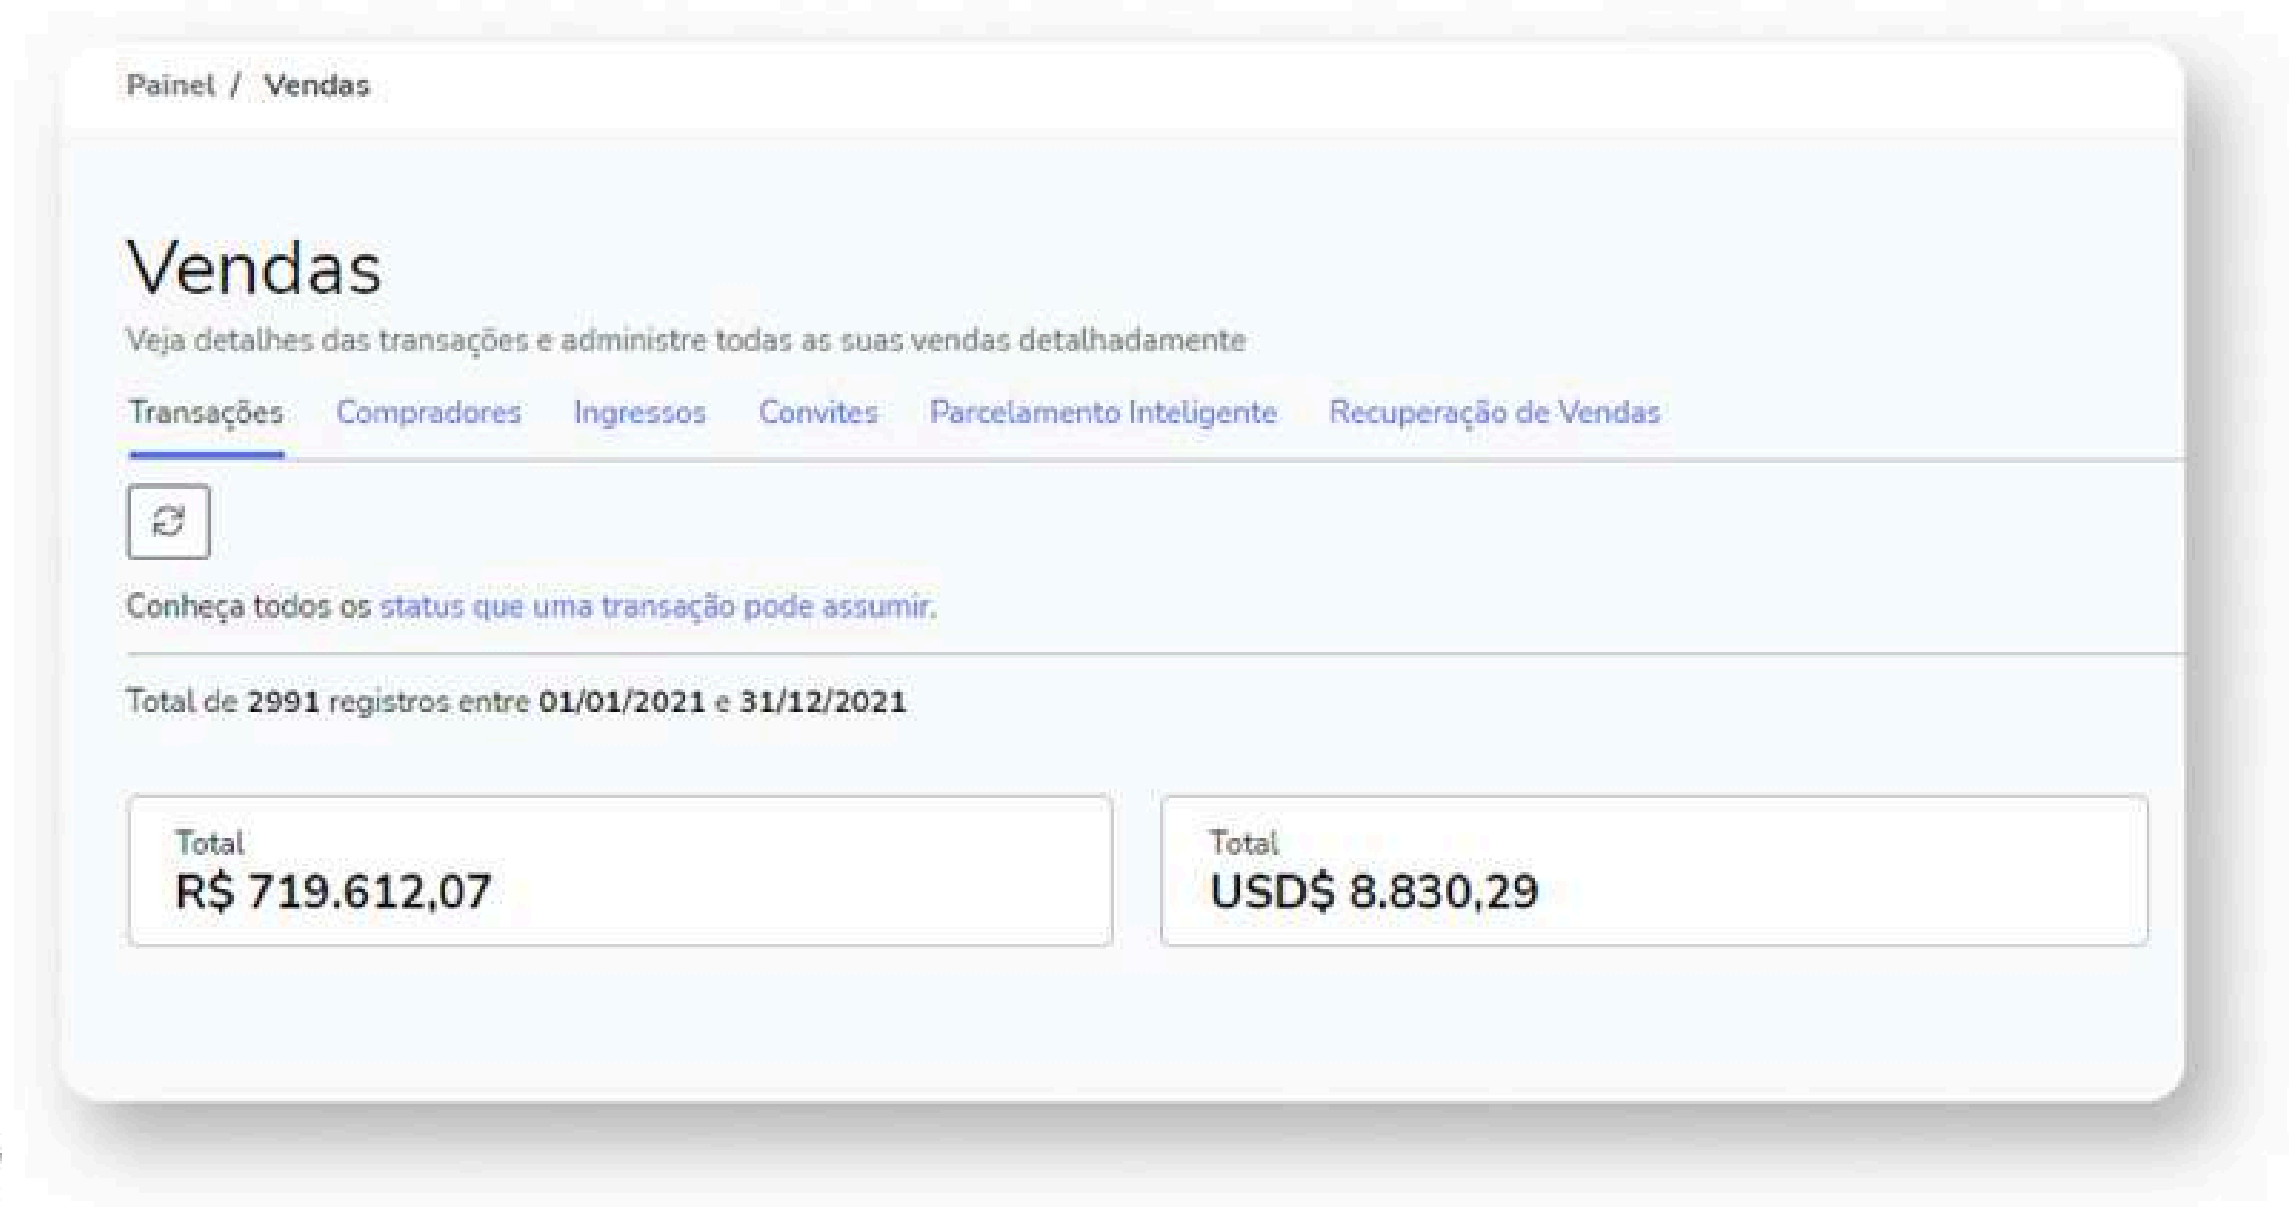 Painel / Vendas
Vendas
Veja detalhes das transações e administre todas as suas vendas detalhadamente
Transações Compradores Ingressos Convites Parcelamento Inteligente Recuperação de Vendas
Conheça todos os status que uma transação pode assumir.
Total de 2991 registros entre 01/01/2021 e 31/12/2021
Total
R$ 719.612,07
Total
USD$ 8.830,29